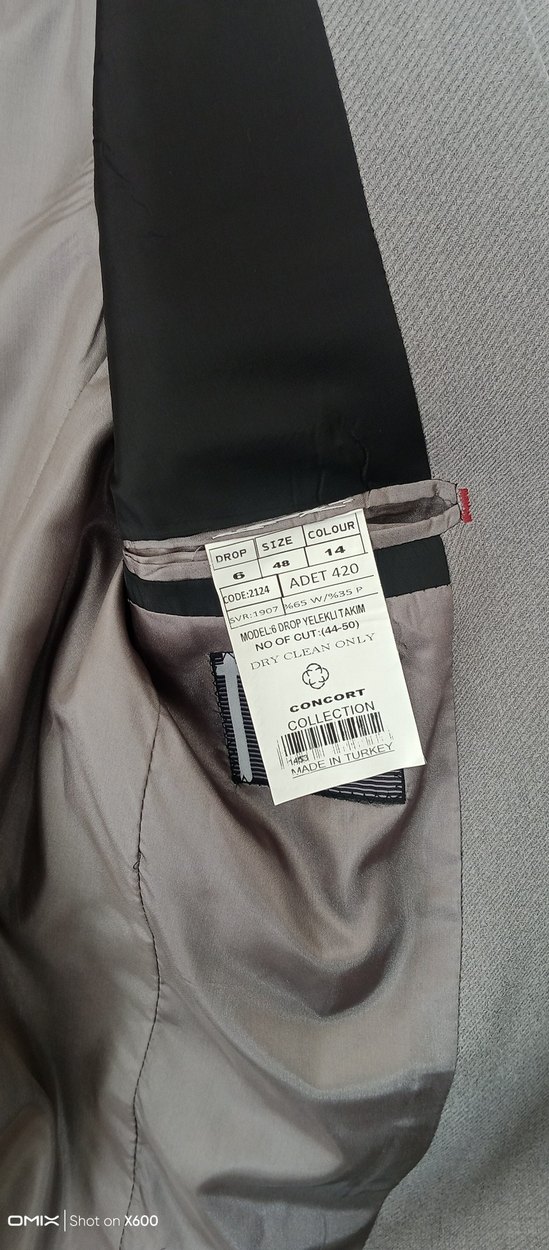 DROP SIZE COLOUR
6 48 14
CODE:2124 ADET 420
SVR:1907 %65 W/%35 P
MODEL:6 DROP YELEKLI TAKIM
NO OF CUT:(44-50)
DRY CLEAN ONLY
CONCORT
COLLECTION
MADE IN TURKEY
OMIX Shot on X600